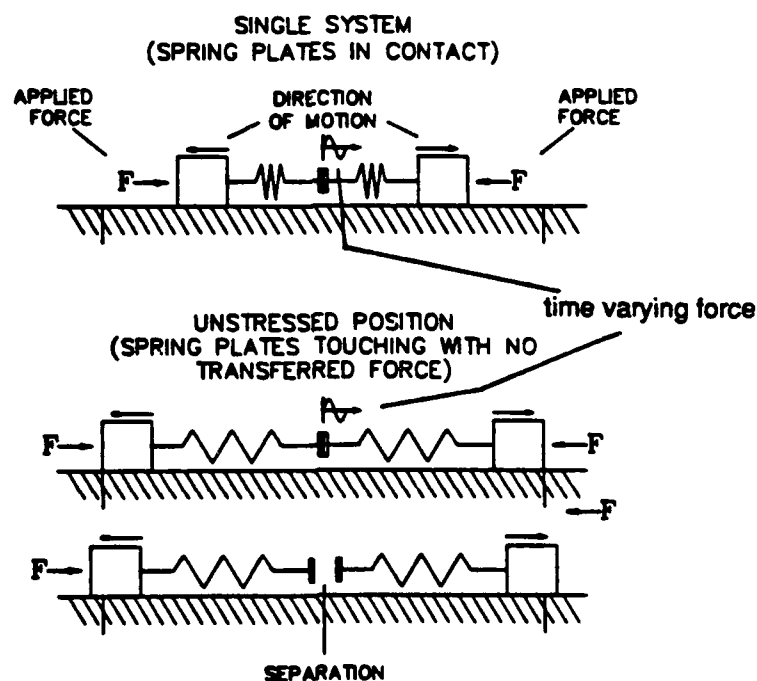 SINGLE SYSTEM
(SPRING PLATES IN CONTACT)
APPLIED
FORCE
DIRECTION
OF MOTION
APPLIED
FORCE
F
F
time varying force
UNSTRESSED POSITION
(SPRING PLATES TOUCHING WITH NO
TRANSFERRED FORCE)
F
F
F
F
SEPARATION